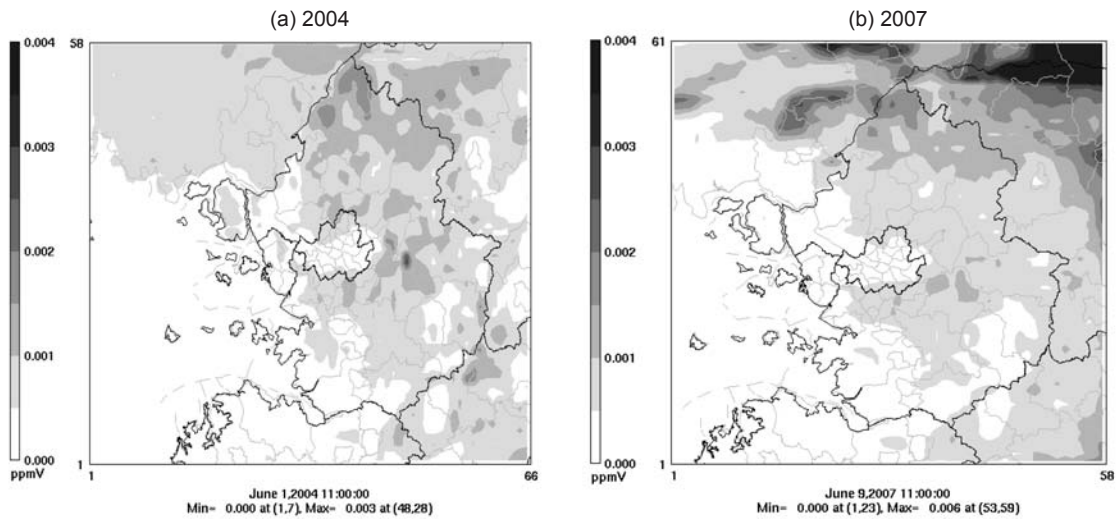 (a) 2004
0.004
0.003
0.002
0.001
0.000
ppmV
58
1
1
66
June 1,2004 11:00:00
Min= 0.000 at (1,7), Max= 0.003 at (48,28)
(b) 2007
0.004
0.003
0.002
0.001
0.000
ppmV
61
1
1
58
June 9,2007 11:00:00
Min= 0.000 at (1,23), Max= 0.006 at (53,59)